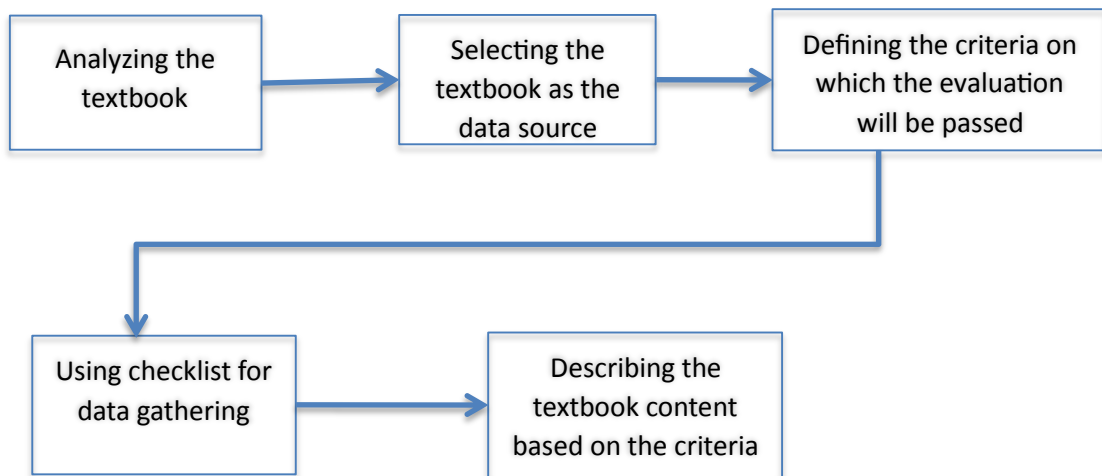 Analyzing the
textbook
Selecting the
textbook as the
data source
Defining the criteria on
which the evaluation
will be passed
Using checklist for
data gathering
Describing the
textbook content
based on the criteria